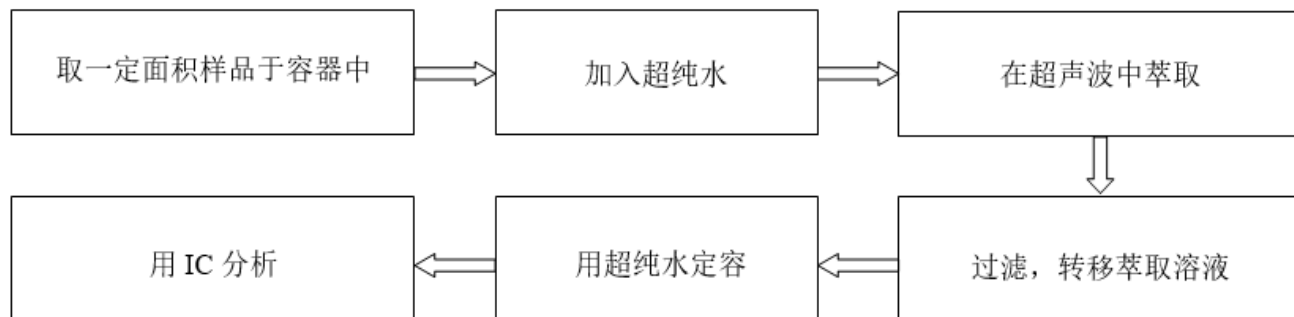 取一定面积样品于容器中
加入超纯水
在超声波中萃取
过滤，转移萃取溶液
用超纯水定容
用 IC 分析